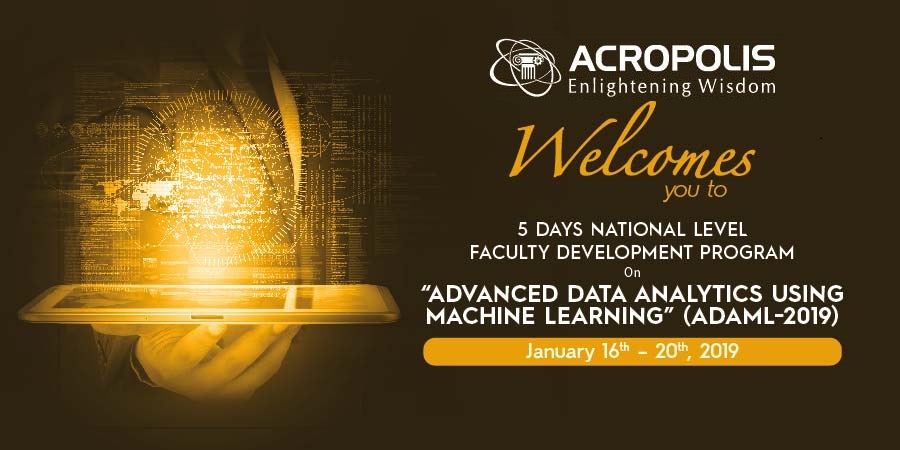 ACROPOLIS
Enlightening Wisdom
Welcomes
you to
5 DAYS NATIONAL LEVEL
FACULTY DEVELOPMENT PROGRAM
On
“ADVANCED DATA ANALYTICS USING
MACHINE LEARNING” (ADAML-2019)
January 16th - 20th, 2019